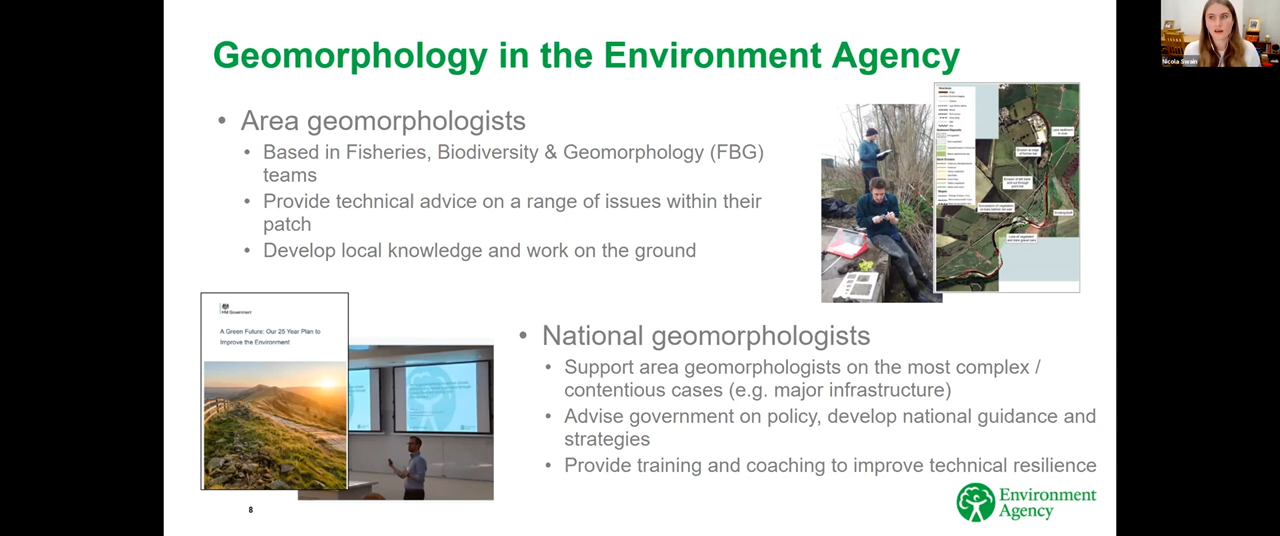 Geomorphology in the Environment Agency
Nicola Swain
• Area geomorphologists
• Based in Fisheries, Biodiversity & Geomorphology (FBG)
teams
• Provide technical advice on a range of issues within their
patch
• Develop local knowledge and work on the ground
HM Government
A Green Future: Our 25 Year Plan to
Improve the Environment
• National geomorphologists
• Support area geomorphologists on the most complex /
contentious cases (e.g. major infrastructure)
• Advise government on policy, develop national guidance and
strategies
• Provide training and coaching to improve technical resilience
8
Environment
Agency